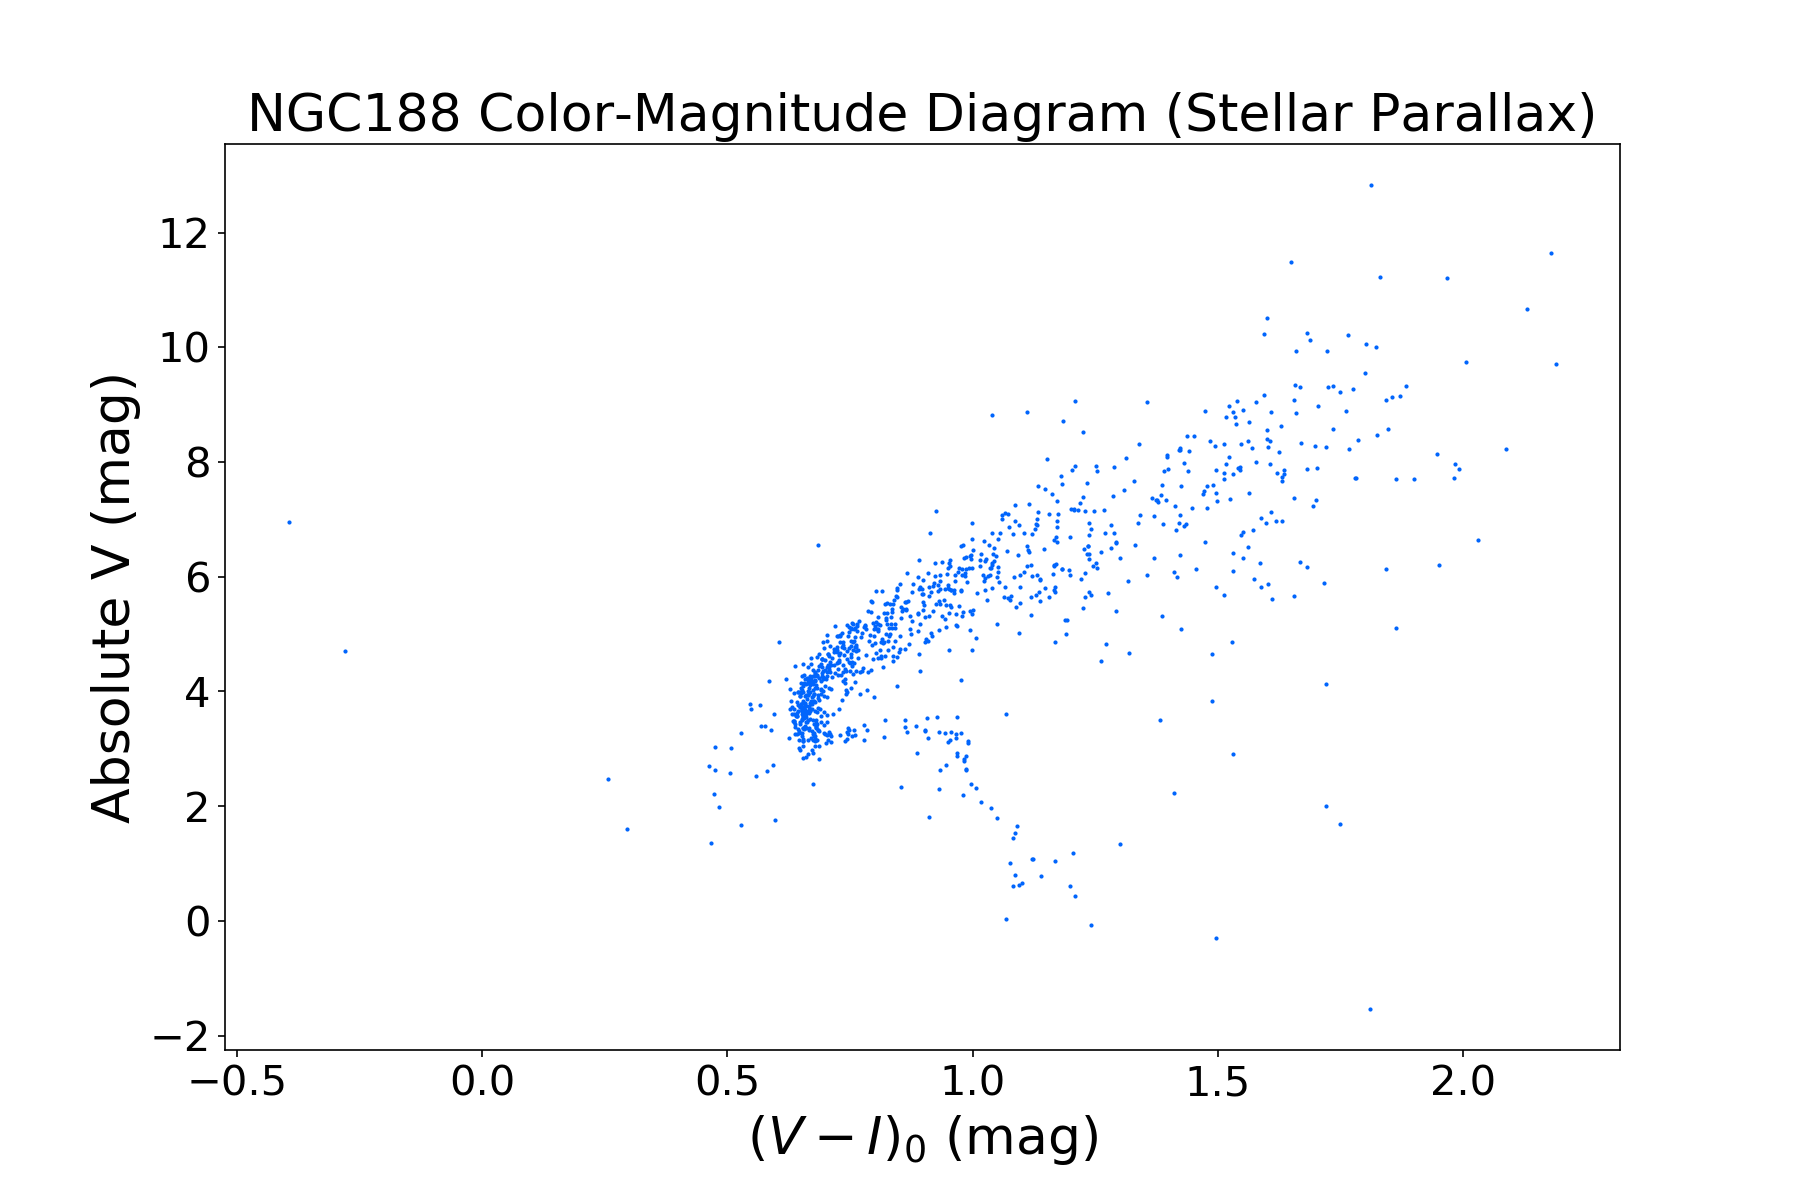 NGC188 Color-Magnitude Diagram (Stellar Parallax)
Absolute V (mag)
12
10
8
6
4
2
0
−2
−0.5 0.0 0.5 1.0 1.5 2.0
(V − I)₀ (mag)